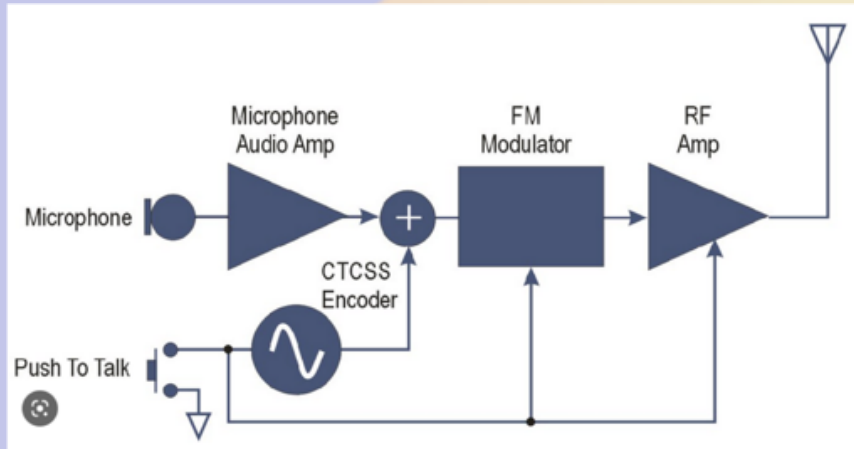 Microphone
Audio Amp
FM
Modulator
RF
Amp
Microphone
CTCSS
Encoder
Push To Talk